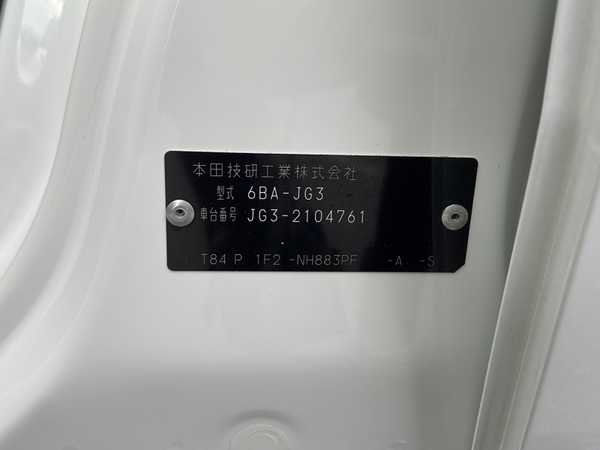 本田技研工業株式会社
型式 6BA-JG3
車台番号 JG3-2104761
T84 P 1F2 -NH883PF -A -S